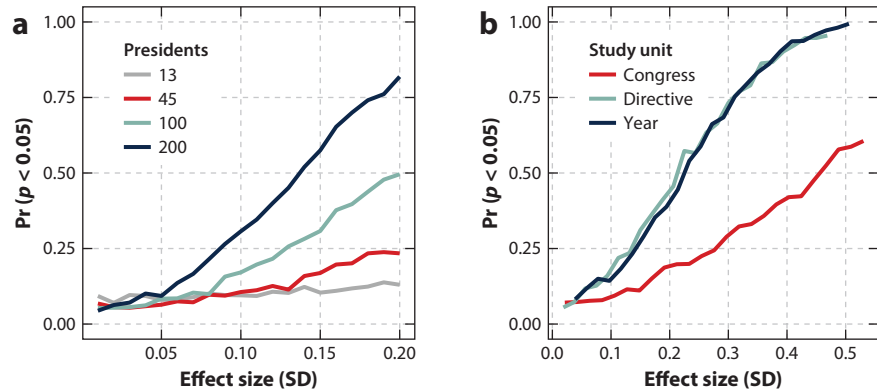 a
Presidents
13
45
100
200
Pr (p < 0.05)
1.00
0.75
0.50
0.25
0.00
0.05 0.10 0.15 0.20
Effect size (SD)
b
Study unit
Congress
Directive
Year
Pr (p < 0.05)
1.00
0.75
0.50
0.25
0.00
0.0 0.1 0.2 0.3 0.4 0.5
Effect size (SD)